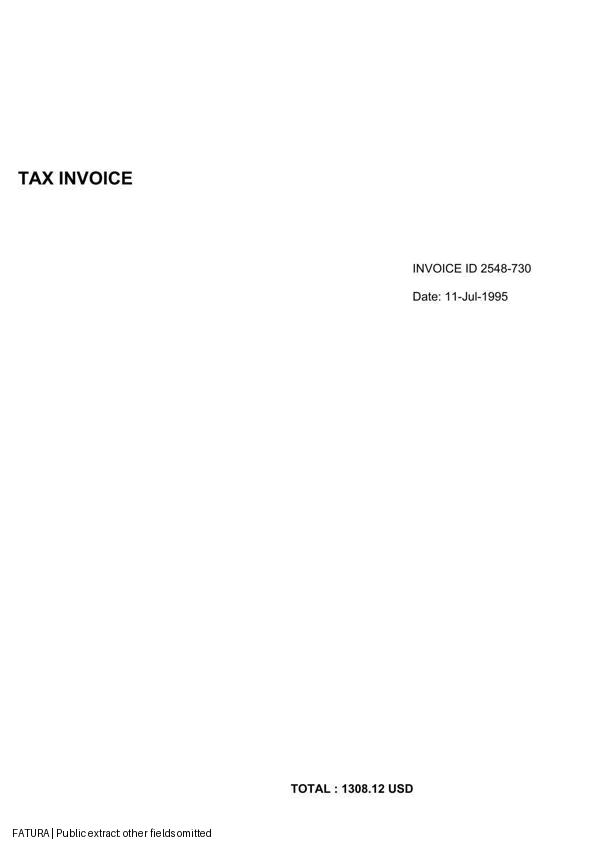 TAX INVOICE
INVOICE ID 2548-730
Date: 11-Jul-1995
TOTAL : 1308.12 USD
FATURA | Public extract: other fields omitted